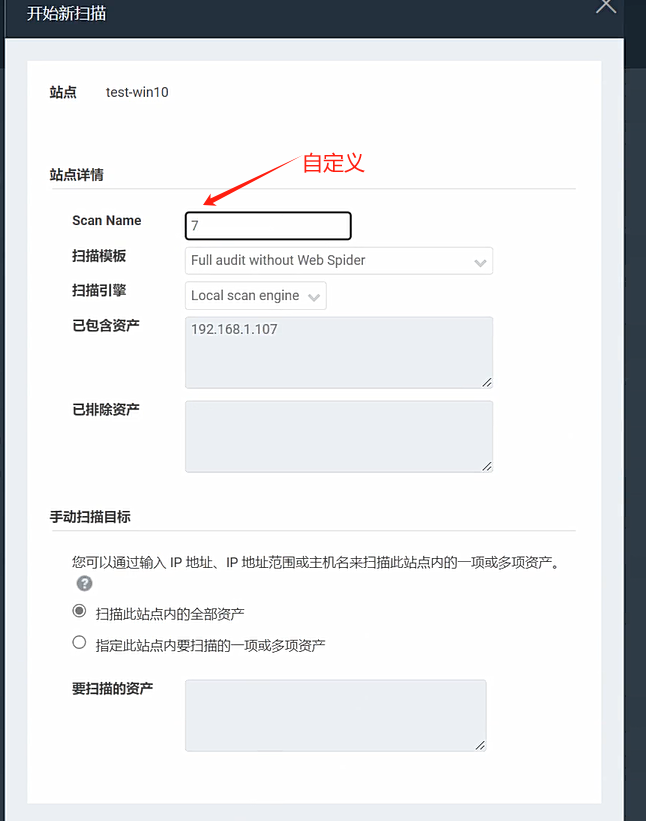 开始新扫描
站点 test-win10
自定义
站点详情
Scan Name 7
扫描模板 Full audit without Web Spider
扫描引擎 Local scan engine
已包含资产 192.168.1.107
已排除资产
手动扫描目标
您可以通过输入 IP 地址、IP 地址范围或主机名来扫描此站点内的一项或多项资产。
?
扫描此站点内的全部资产
指定此站点内要扫描的一项或多项资产
要扫描的资产